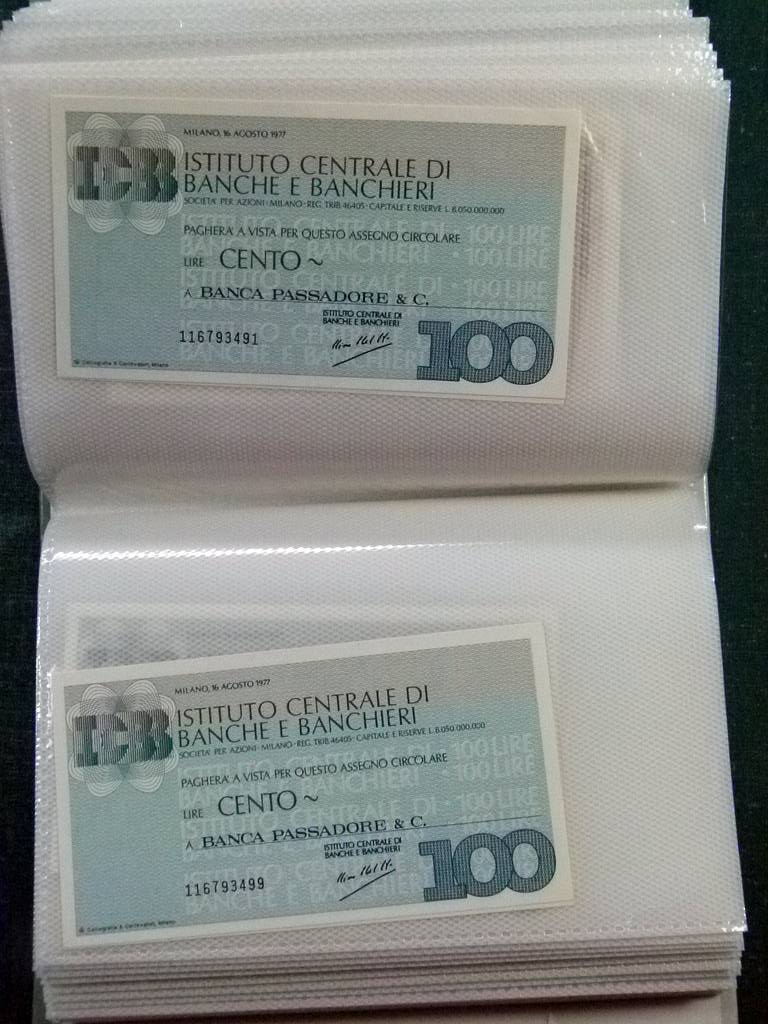 MILANO, 16 AGOSTO 1977
ICBB
ISTITUTO CENTRALE DI
BANCHE E BANCHIERI
SOCIETA' PER AZIONI · MILANO · REG. TRIB. 46405 · CAPITALE E RISERVE L. 8.050.000.000
PAGHERA' A VISTA PER QUESTO ASSEGNO CIRCOLARE
LIRE CENTO ~
A BANCA PASSADORE & C.
ISTITUTO CENTRALE DI
BANCHE E BANCHIERI
116793491
100
MILANO, 16 AGOSTO 1977
ICBB
ISTITUTO CENTRALE DI
BANCHE E BANCHIERI
SOCIETA' PER AZIONI · MILANO · REG. TRIB. 46405 · CAPITALE E RISERVE L. 8.050.000.000
PAGHERA' A VISTA PER QUESTO ASSEGNO CIRCOLARE
LIRE CENTO ~
A BANCA PASSADORE & C.
ISTITUTO CENTRALE DI
BANCHE E BANCHIERI
116793499
100